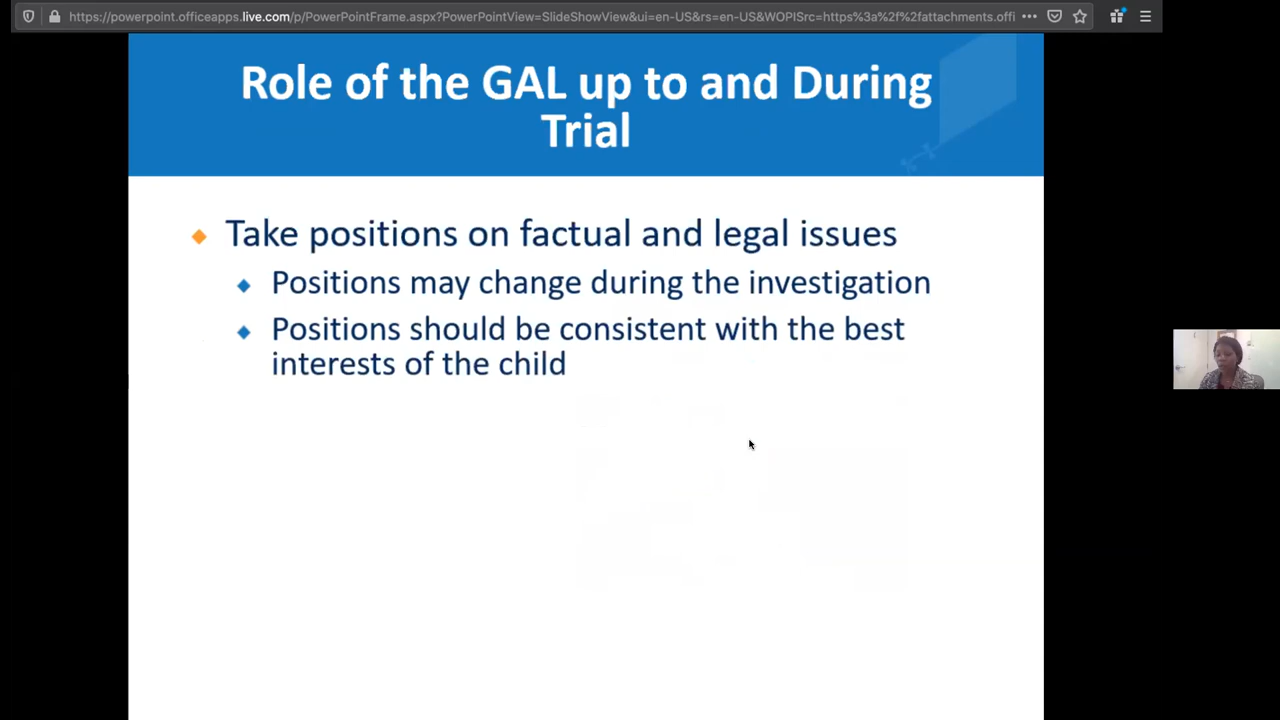 https://powerpoint.officeapps.live.com/p/PowerPointFrame.aspx?PowerPointView=SlideShowView&ui=en-US&rs=en-US&WOPISrc=https%3a%2f%2fattachments.offi
Role of the GAL up to and During
Trial
Take positions on factual and legal issues
Positions may change during the investigation
Positions should be consistent with the best
interests of the child